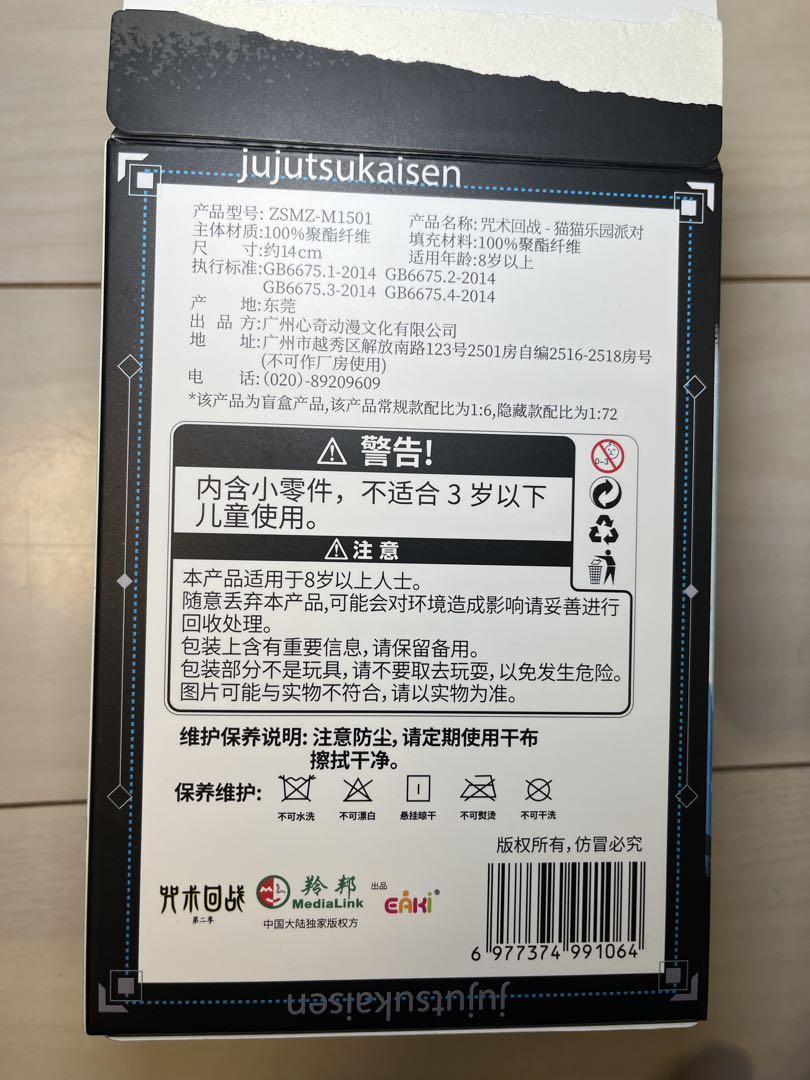 jujutsukaisen
产品型号: ZSMZ-M1501
产品名称: 咒术回战 - 猫猫乐园派对
主体材质:100%聚酯纤维
填充材料:100%聚酯纤维
尺 寸:约14cm
适用年龄:8岁以上
执行标准:GB6675.1-2014 GB6675.2-2014
GB6675.3-2014 GB6675.4-2014
产 地:东莞
出 品 方:广州心奇动漫文化有限公司
地 址:广州市越秀区解放南路123号2501房自编2516-2518房号
(不可作厂房使用)
电 话:(020)-89209609
*该产品为盲盒产品,该产品常规款配比为1:6,隐藏款配比为1:72
警告!
0-3
内含小零件，不适合 3 岁以下
儿童使用。
注 意
本产品适用于8岁以上人士。
随意丢弃本产品,可能会对环境造成影响请妥善进行
回收处理。
包装上含有重要信息,请保留备用。
包装部分不是玩具,请不要取去玩耍,以免发生危险。
图片可能与实物不符合,请以实物为准。
维护保养说明: 注意防尘, 请定期使用干布
擦拭干净。
保养维护:
不可水洗 不可漂白 悬挂晾干 不可熨烫 不可干洗
版权所有, 仿冒必究
咒术回战
第二季
羚邦
MediaLink
中国大陆独家版权方
出品
EAKI®
6 977374 991064
jujutsukaisen